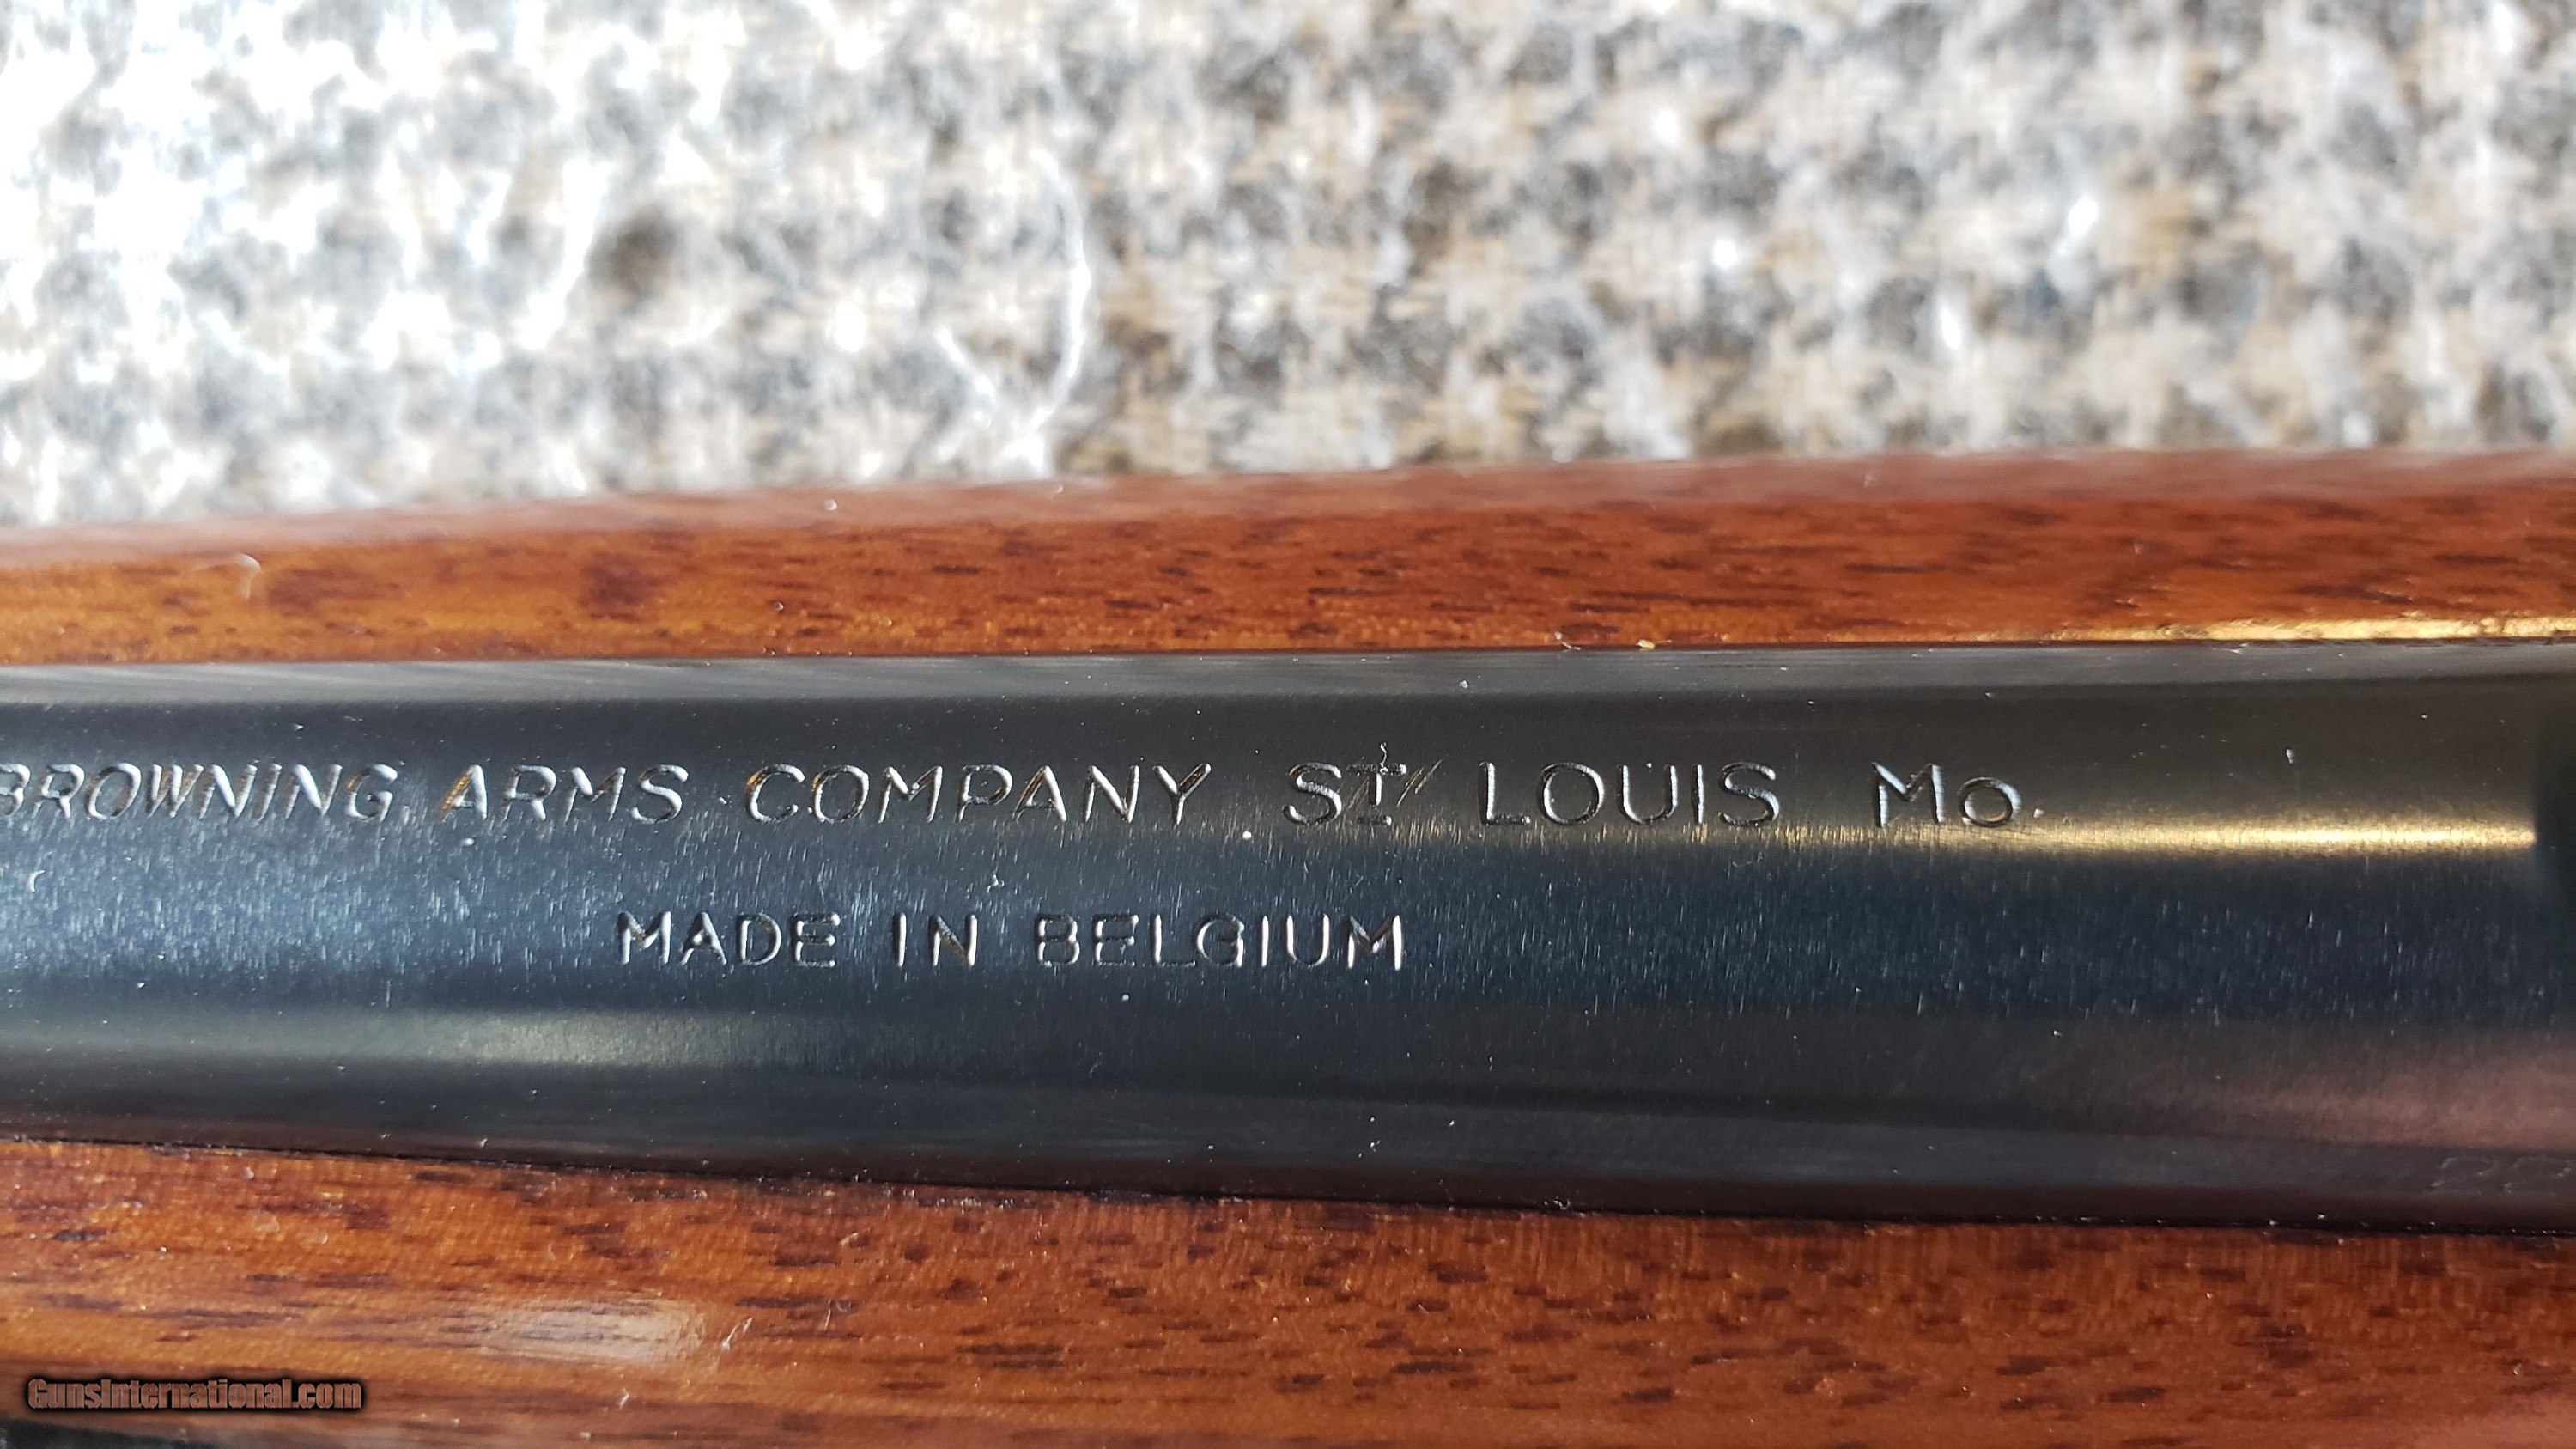 BROWNING ARMS COMPANY ST LOUIS Mo.
MADE IN BELGIUM
GunsInternational.com